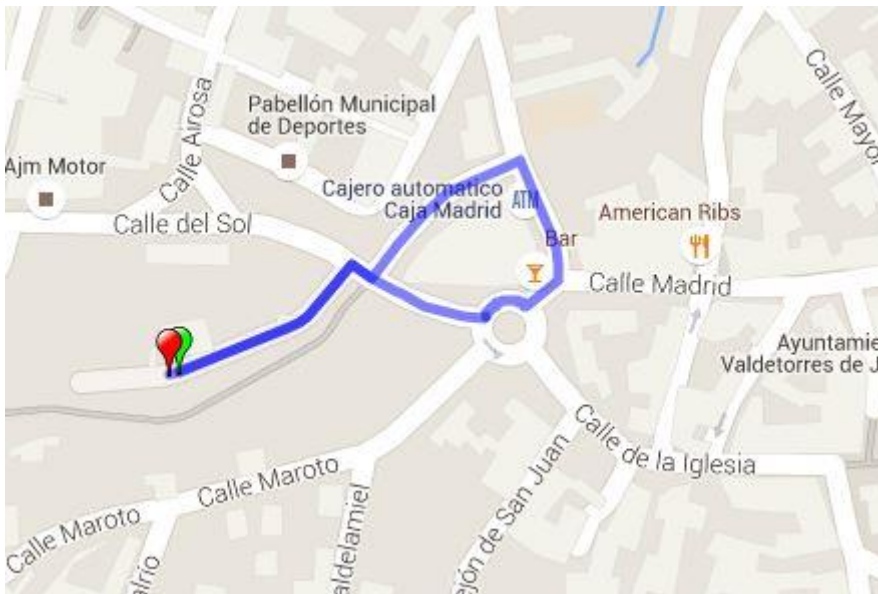 Calle Mayor
Calle Airosa
Pabellón Municipal
de Deportes
Ajm Motor
Cajero automatico
Caja Madrid
ATM
American Ribs
Calle del Sol
Bar
Calle Madrid
Ayuntamie
Valdetorres de J
Calle de la Iglesia
Calle Maroto
Calle Maroto
aldelamiel
ejón de San Juan
alrío